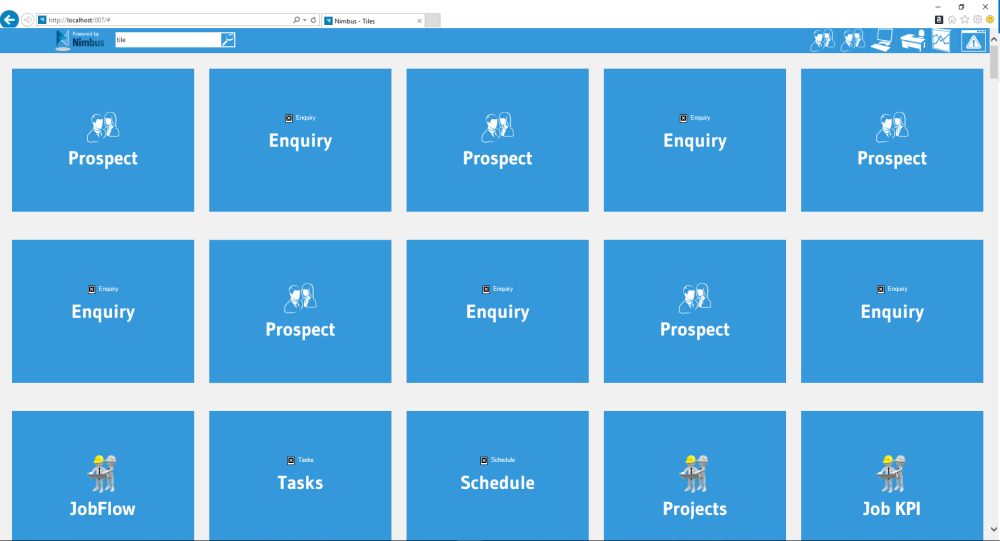 http://localhost/007/#
Nimbus - Tiles
Powered by
Nimbus
tile
Prospect
Enquiry
Enquiry
Prospect
Enquiry
Enquiry
Prospect
Enquiry
Enquiry
Prospect
Enquiry
Enquiry
Prospect
Enquiry
Enquiry
JobFlow
Tasks
Tasks
Schedule
Schedule
Projects
Job KPI